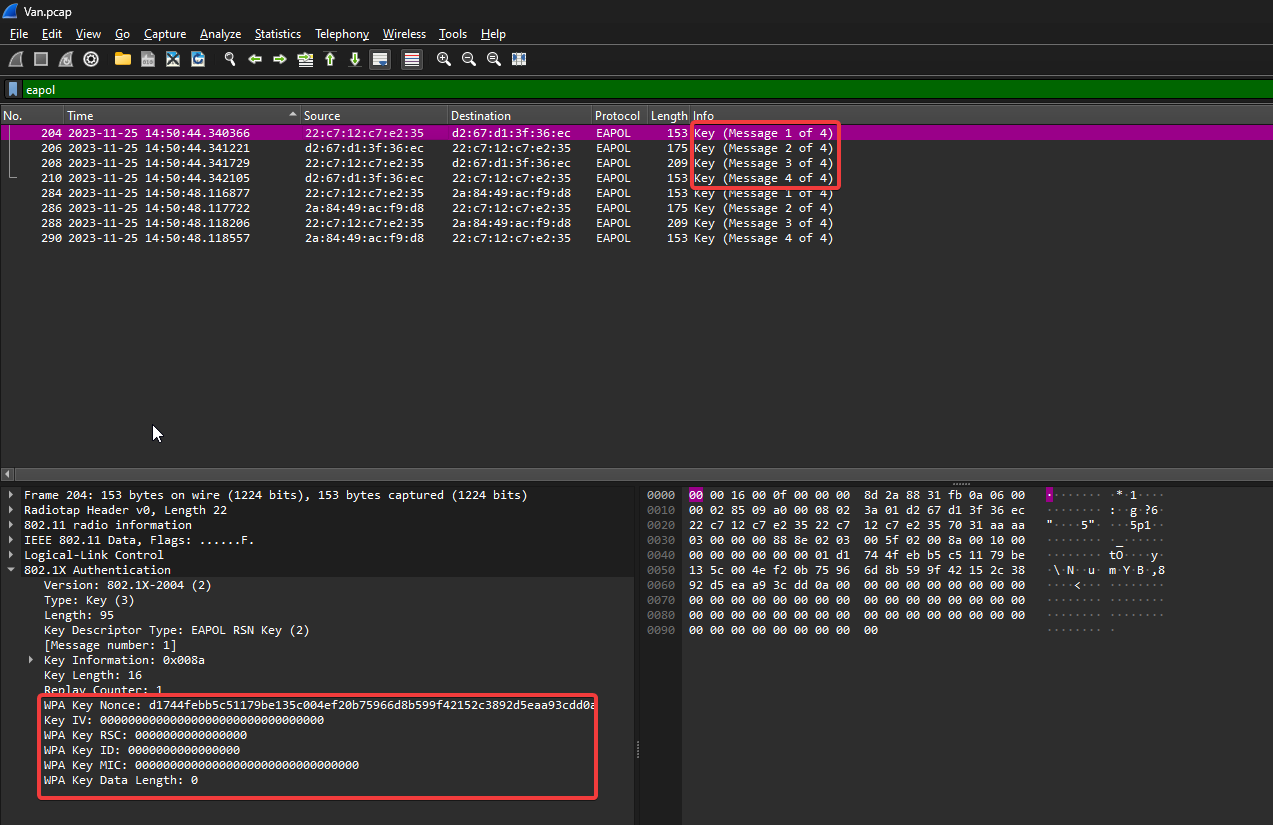 Van.pcap
File Edit View Go Capture Analyze Statistics Telephony Wireless Tools Help
eapol
No. Time Source Destination Protocol Length Info
204 2023-11-25 14:50:44.340366 22:c7:12:c7:e2:35 d2:67:d1:3f:36:ec EAPOL 153 Key (Message 1 of 4)
206 2023-11-25 14:50:44.341221 d2:67:d1:3f:36:ec 22:c7:12:c7:e2:35 EAPOL 175 Key (Message 2 of 4)
208 2023-11-25 14:50:44.341729 22:c7:12:c7:e2:35 d2:67:d1:3f:36:ec EAPOL 209 Key (Message 3 of 4)
210 2023-11-25 14:50:44.342105 d2:67:d1:3f:36:ec 22:c7:12:c7:e2:35 EAPOL 153 Key (Message 4 of 4)
284 2023-11-25 14:50:48.116877 22:c7:12:c7:e2:35 2a:84:49:ac:f9:d8 EAPOL 153 Key (Message 1 of 4)
286 2023-11-25 14:50:48.117722 2a:84:49:ac:f9:d8 22:c7:12:c7:e2:35 EAPOL 175 Key (Message 2 of 4)
288 2023-11-25 14:50:48.118206 22:c7:12:c7:e2:35 2a:84:49:ac:f9:d8 EAPOL 209 Key (Message 3 of 4)
290 2023-11-25 14:50:48.118557 2a:84:49:ac:f9:d8 22:c7:12:c7:e2:35 EAPOL 153 Key (Message 4 of 4)
Frame 204: 153 bytes on wire (1224 bits), 153 bytes captured (1224 bits)
Radiotap Header v0, Length 22
802.11 radio information
IEEE 802.11 Data, Flags: ......F.
Logical-Link Control
802.1X Authentication
Version: 802.1X-2004 (2)
Type: Key (3)
Length: 95
Key Descriptor Type: EAPOL RSN Key (2)
[Message number: 1]
Key Information: 0x008a
Key Length: 16
Replay Counter: 1
WPA Key Nonce: d1744febb5c51179be135c004ef20b75966d8b599f42152c3892d5eaa93cdd0a
Key IV: 00000000000000000000000000000000
WPA Key RSC: 0000000000000000
WPA Key ID: 0000000000000000
WPA Key MIC: 00000000000000000000000000000000
WPA Key Data Length: 0
0000 00 00 16 00 0f 00 00 00 8d 2a 88 31 fb 0a 06 00 ········ ·*·1····
0010 00 02 85 09 a0 00 08 02 3a 01 d2 67 d1 3f 36 ec ········ :··g·?6·
0020 22 c7 12 c7 e2 35 22 c7 12 c7 e2 35 70 31 aa aa "····5"· ···5p1··
0030 03 00 00 00 88 8e 02 03 00 5f 02 00 8a 00 10 00 ········ ·_······
0040 00 00 00 00 00 00 01 d1 74 4f eb b5 c5 11 79 be ········ tO····y·
0050 13 5c 00 4e f2 0b 75 96 6d 8b 59 9f 42 15 2c 38 ·\·N··u· m·Y·B·,8
0060 92 d5 ea a9 3c dd 0a 00 00 00 00 00 00 00 00 00 ····<··· ········
0070 00 00 00 00 00 00 00 00 00 00 00 00 00 00 00 00 ········ ········
0080 00 00 00 00 00 00 00 00 00 00 00 00 00 00 00 00 ········ ········
0090 00 00 00 00 00 00 00 00 00 ········ ·